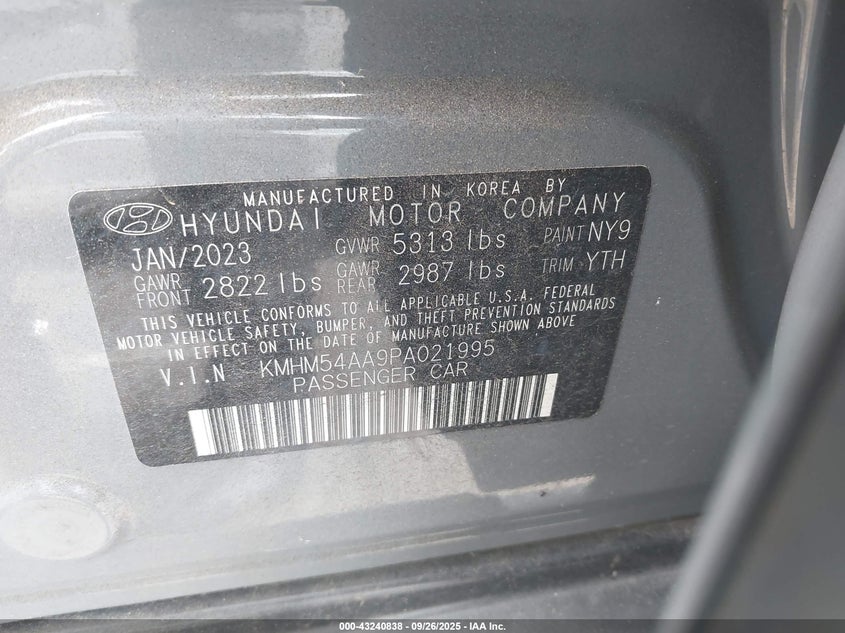 MANUFACTURED IN KOREA BY
HYUNDAI MOTOR COMPANY
JAN/2023 GVWR 5313 lbs PAINT NY9
GAWR FRONT 2822 lbs GAWR REAR 2987 lbs TRIM YTH
THIS VEHICLE CONFORMS TO ALL APPLICABLE U.S.A. FEDERAL
MOTOR VEHICLE SAFETY, BUMPER, AND THEFT PREVENTION STANDARDS
IN EFFECT ON THE DATE OF MANUFACTURE SHOWN ABOVE
V.I.N KMHM54AA9PA021995
PASSENGER CAR
000-43240838 - 09/26/2025 - IAA Inc.